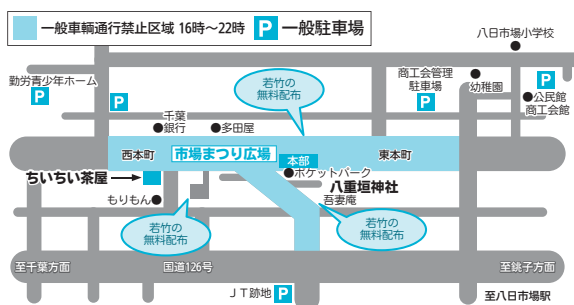 一般車輌通行禁止区域 16時〜22時 P 一般駐車場
八日市場小学校
若竹の
無料配布
勤労青少年ホーム
P
P
商工会管理
駐車場
P
幼稚園
P
公民館
商工会館
千葉
銀行
多田屋
西本町
市場まつり広場
本部
東本町
ポケットパーク
ちいちい茶屋
八重垣神社
もりもん
吾妻庵
若竹の
無料配布
若竹の
無料配布
至千葉方面
国道126号
至銚子方面
JT跡地 P
至八日市場駅